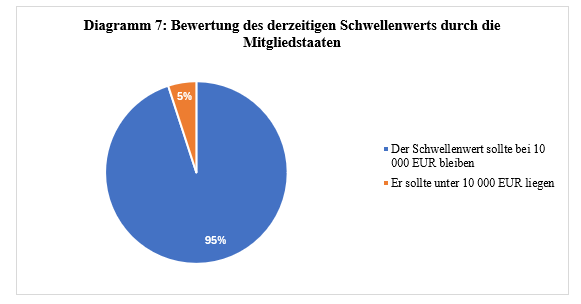 Diagramm 7: Bewertung des derzeitigen Schwellenwerts durch die
Mitgliedstaaten
5%
95%
Der Schwellenwert sollte bei 10
000 EUR bleiben
Er sollte unter 10 000 EUR liegen